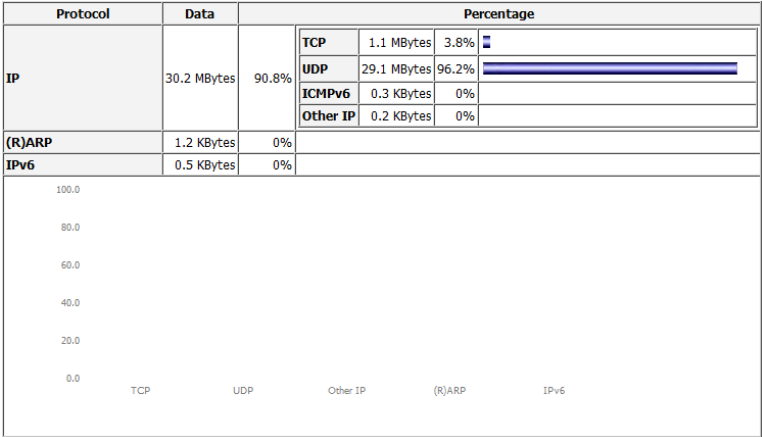 Protocol Data Percentage
IP 30.2 MBytes 90.8%
TCP 1.1 MBytes 3.8%
UDP 29.1 MBytes 96.2%
ICMPv6 0.3 KBytes 0%
Other IP 0.2 KBytes 0%
(R)ARP 1.2 KBytes 0%
IPv6 0.5 KBytes 0%
100.0
80.0
60.0
40.0
20.0
0.0
TCP UDP Other IP (R)ARP IPv6